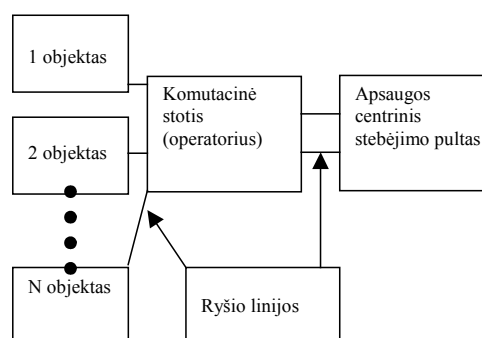 1 objektas
Komutacinė
stotis
(operatorius)
Apsaugos
centrinis
stebėjimo pultas
2 objektas
N objektas
Ryšio linijos